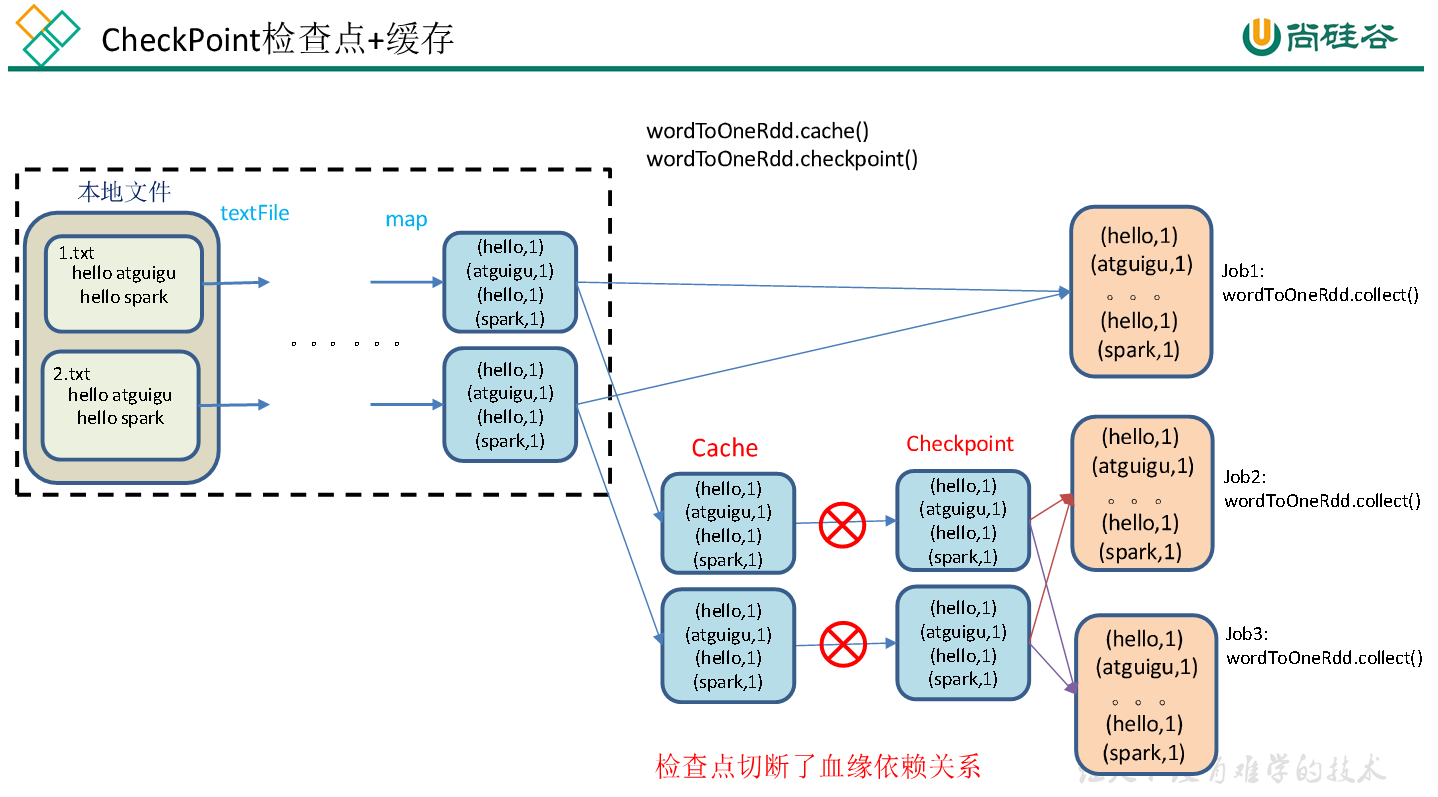 CheckPoint检查点+缓存
尚硅谷
wordToOneRdd.cache()
wordToOneRdd.checkpoint()
本地文件
textFile
map
1.txt
hello atguigu
hello spark
2.txt
hello atguigu
hello spark
。。。。。。
(hello,1)
(atguigu,1)
(hello,1)
(spark,1)
(hello,1)
(atguigu,1)
(hello,1)
(spark,1)
(hello,1)
(atguigu,1)
。。。
(hello,1)
(spark,1)
Job1:
wordToOneRdd.collect()
Cache
(hello,1)
(atguigu,1)
(hello,1)
(spark,1)
(hello,1)
(atguigu,1)
(hello,1)
(spark,1)
Checkpoint
(hello,1)
(atguigu,1)
(hello,1)
(spark,1)
(hello,1)
(atguigu,1)
(hello,1)
(spark,1)
(hello,1)
(atguigu,1)
。。。
(hello,1)
(spark,1)
Job2:
wordToOneRdd.collect()
(hello,1)
(atguigu,1)
。。。
(hello,1)
(spark,1)
Job3:
wordToOneRdd.collect()
检查点切断了血缘依赖关系
难学的技术